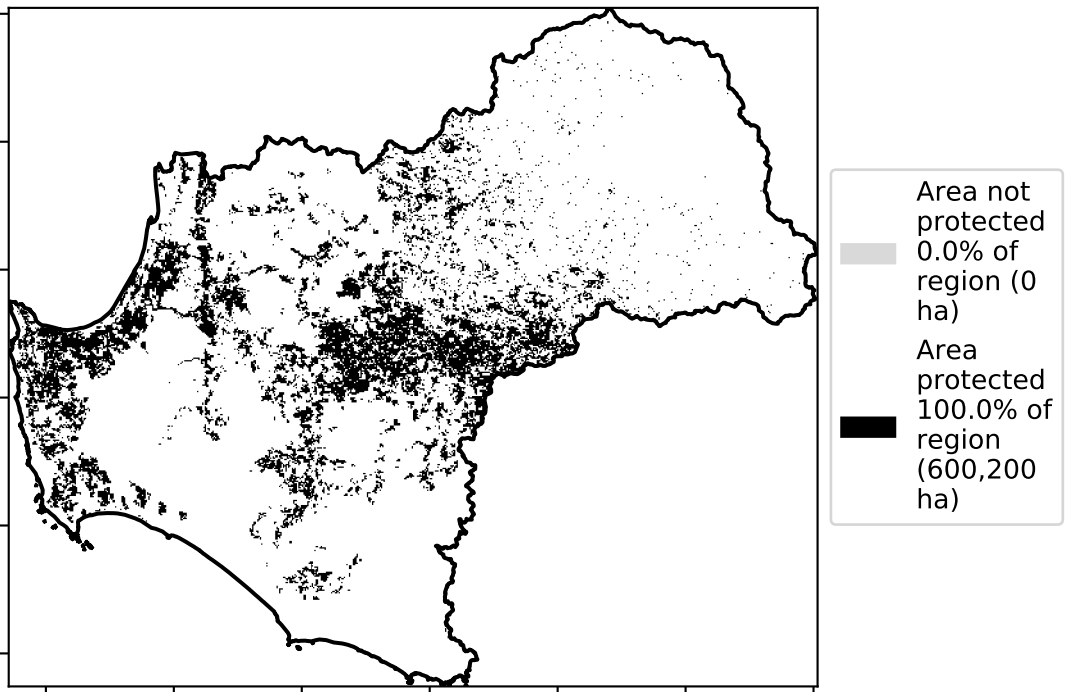 Area not
protected
0.0% of
region (0
ha)
Area
protected
100.0% of
region
(600,200
ha)